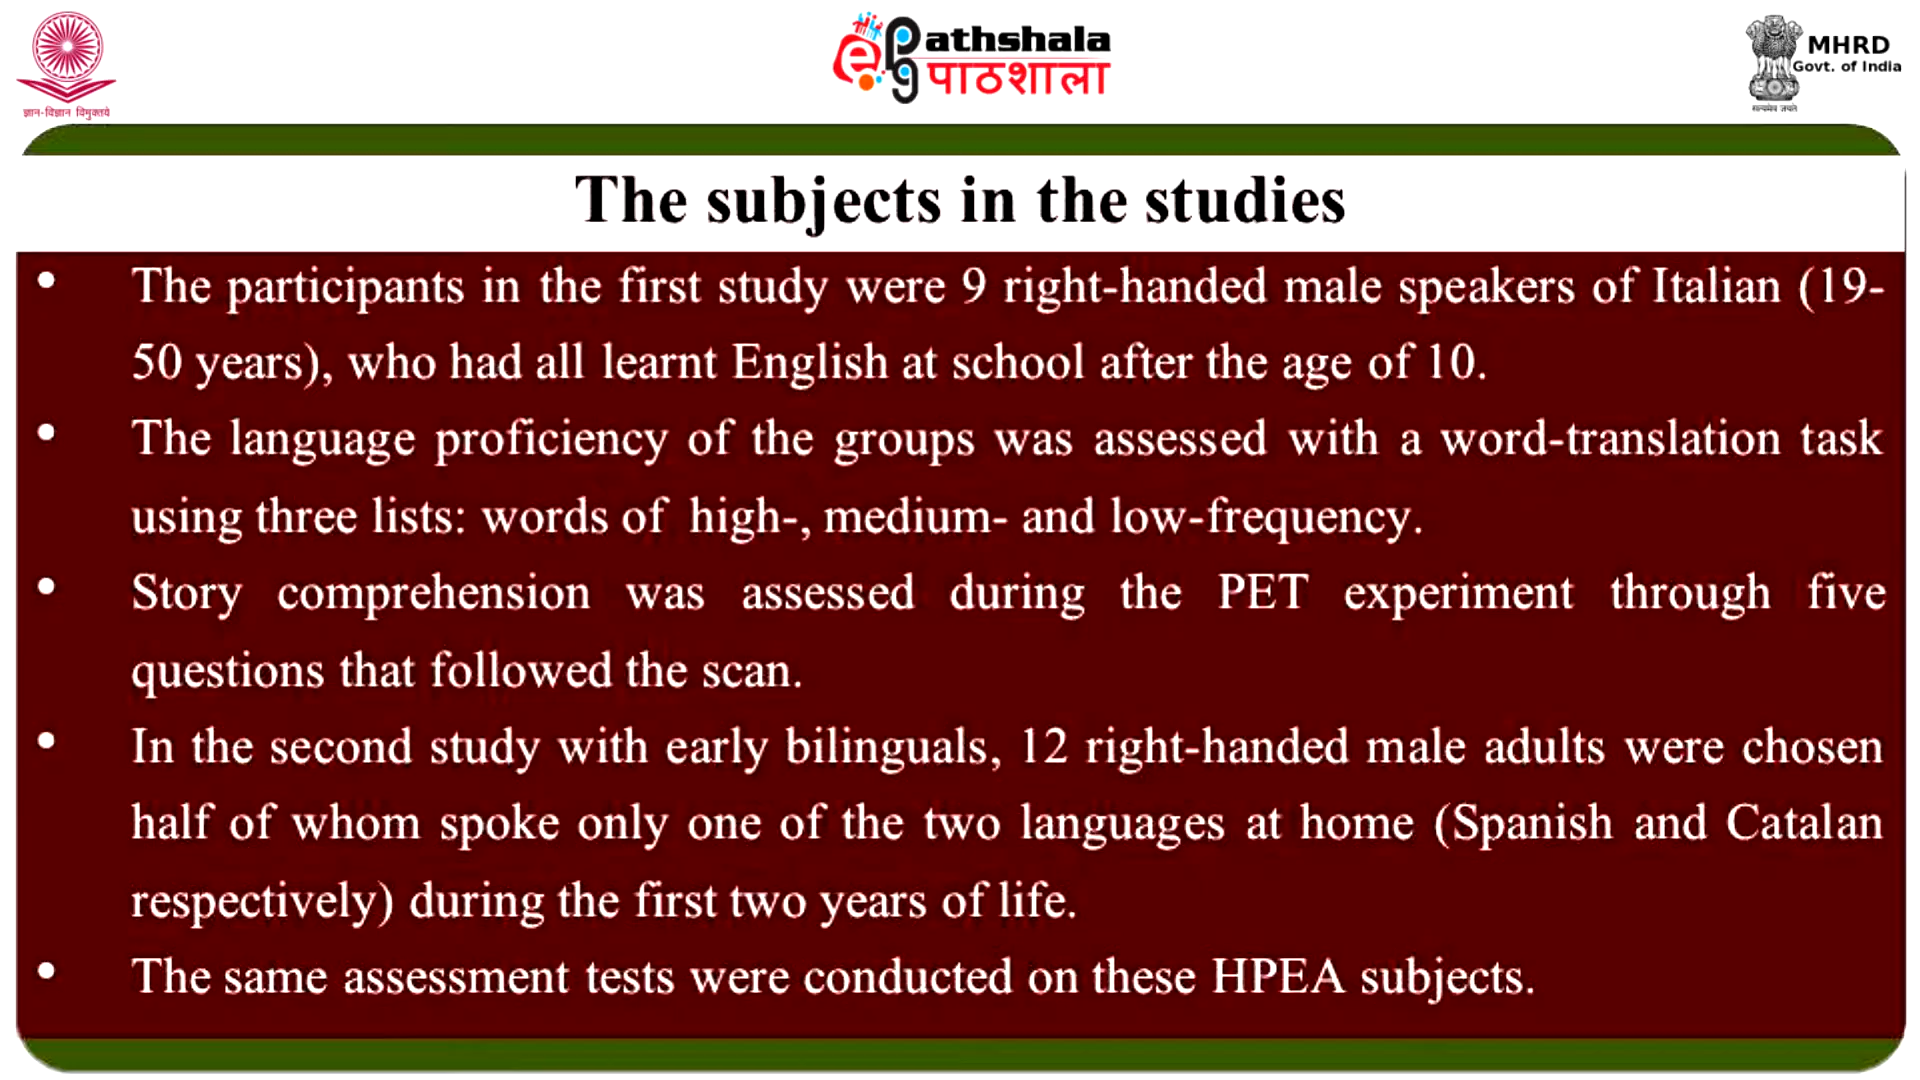 ज्ञान-विज्ञान विमुक्तये
e pg Pathshala
पाठशाला
MHRD
Govt. of India
सत्यमेव जयते
The subjects in the studies
• The participants in the first study were 9 right-handed male speakers of Italian (19-
50 years), who had all learnt English at school after the age of 10.
• The language proficiency of the groups was assessed with a word-translation task
using three lists: words of high-, medium- and low-frequency.
• Story comprehension was assessed during the PET experiment through five
questions that followed the scan.
• In the second study with early bilinguals, 12 right-handed male adults were chosen
half of whom spoke only one of the two languages at home (Spanish and Catalan
respectively) during the first two years of life.
• The same assessment tests were conducted on these HPEA subjects.